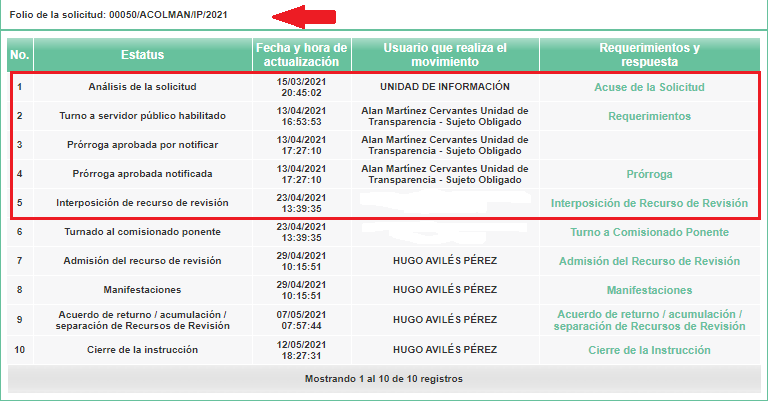 Folio de la solicitud: 00050/ACOLMAN/IP/2021
No. Estatus Fecha y hora de actualización Usuario que realiza el movimiento Requerimientos y respuesta
1 Análisis de la solicitud 15/03/2021 20:45:02 UNIDAD DE INFORMACIÓN Acuse de la Solicitud
2 Turno a servidor público habilitado 13/04/2021 16:53:53 Alan Martínez Cervantes Unidad de Transparencia - Sujeto Obligado Requerimientos
3 Prórroga aprobada por notificar 13/04/2021 17:27:10 Alan Martínez Cervantes Unidad de Transparencia - Sujeto Obligado
4 Prórroga aprobada notificada 13/04/2021 17:27:10 Alan Martínez Cervantes Unidad de Transparencia - Sujeto Obligado Prórroga
5 Interposición de recurso de revisión 23/04/2021 13:39:35 Interposición de Recurso de Revisión
6 Turnado al comisionado ponente 23/04/2021 13:39:35 Turno a Comisionado Ponente
7 Admisión del recurso de revisión 29/04/2021 10:15:51 HUGO AVILÉS PÉREZ Admisión del Recurso de Revisión
8 Manifestaciones 29/04/2021 10:15:51 HUGO AVILÉS PÉREZ Manifestaciones
9 Acuerdo de returno / acumulación / separación de Recursos de Revisión 07/05/2021 07:57:44 HUGO AVILÉS PÉREZ Acuerdo de returno / acumulación / separación de Recursos de Revisión
10 Cierre de la instrucción 12/05/2021 18:27:31 HUGO AVILÉS PÉREZ Cierre de la Instrucción
Mostrando 1 al 10 de 10 registros